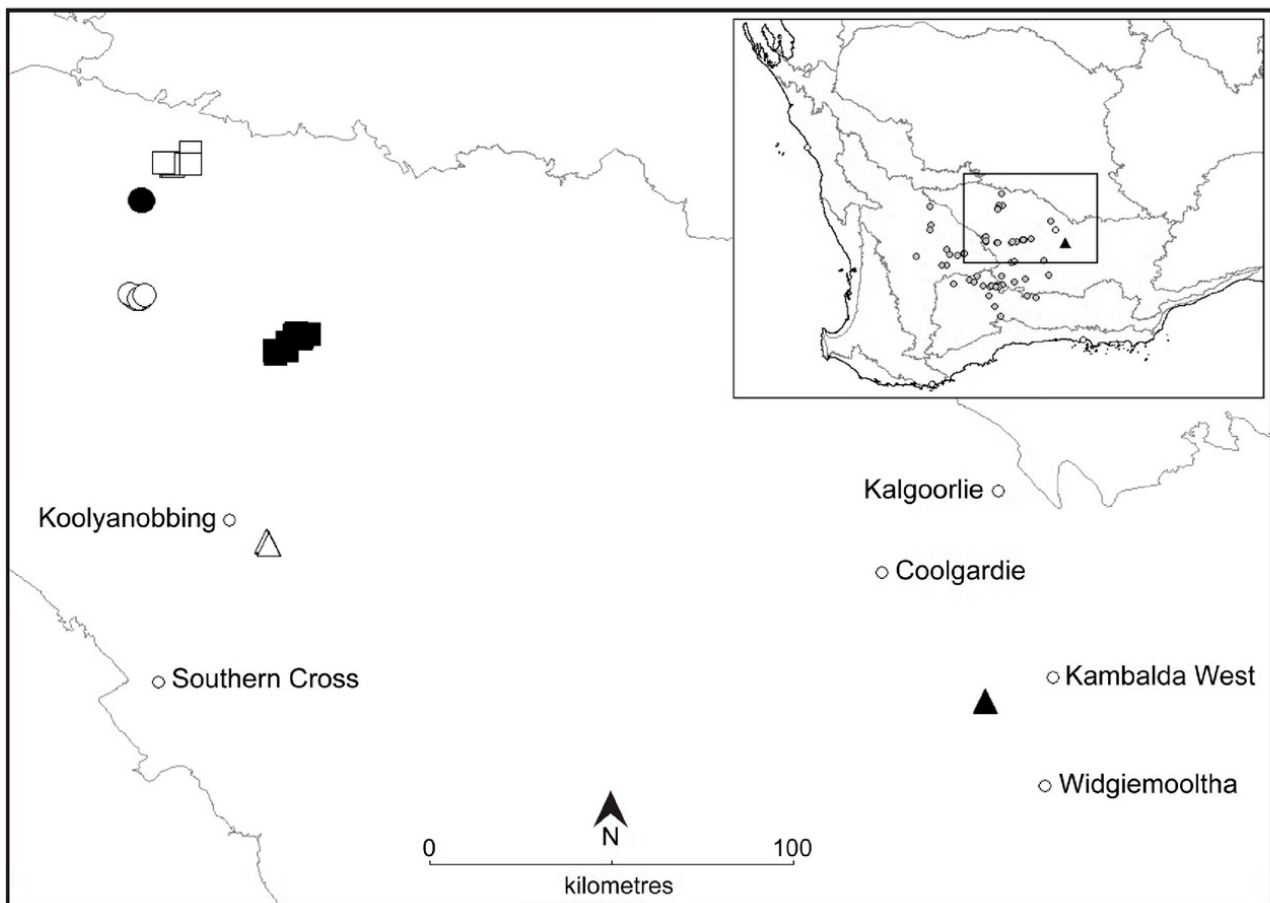 Kalgoorlie
Koolyanobbing
Coolgardie
Southern Cross
Kambalda West
Widgiemooltha
N
0 100
kilometres